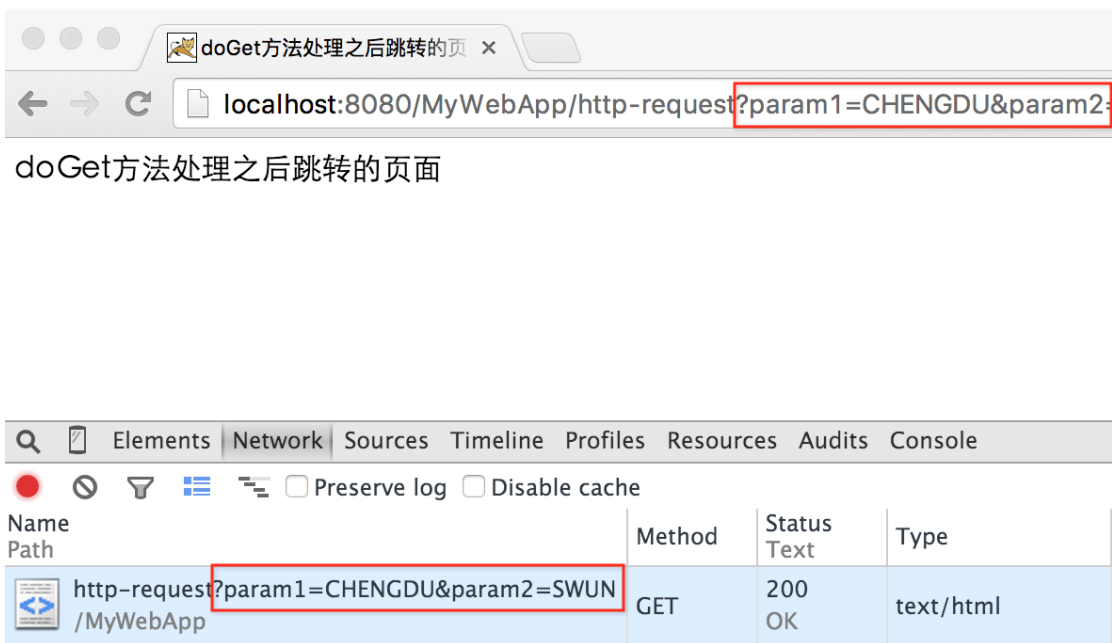 doGet方法处理之后跳转的页
localhost:8080/MyWebApp/http-request?param1=CHENGDU&param2=
doGet方法处理之后跳转的页面
Elements Network Sources Timeline Profiles Resources Audits Console
Preserve log Disable cache
Name Method Status Type
Path Text
http-request?param1=CHENGDU&param2=SWUN GET 200 text/html
/MyWebApp OK